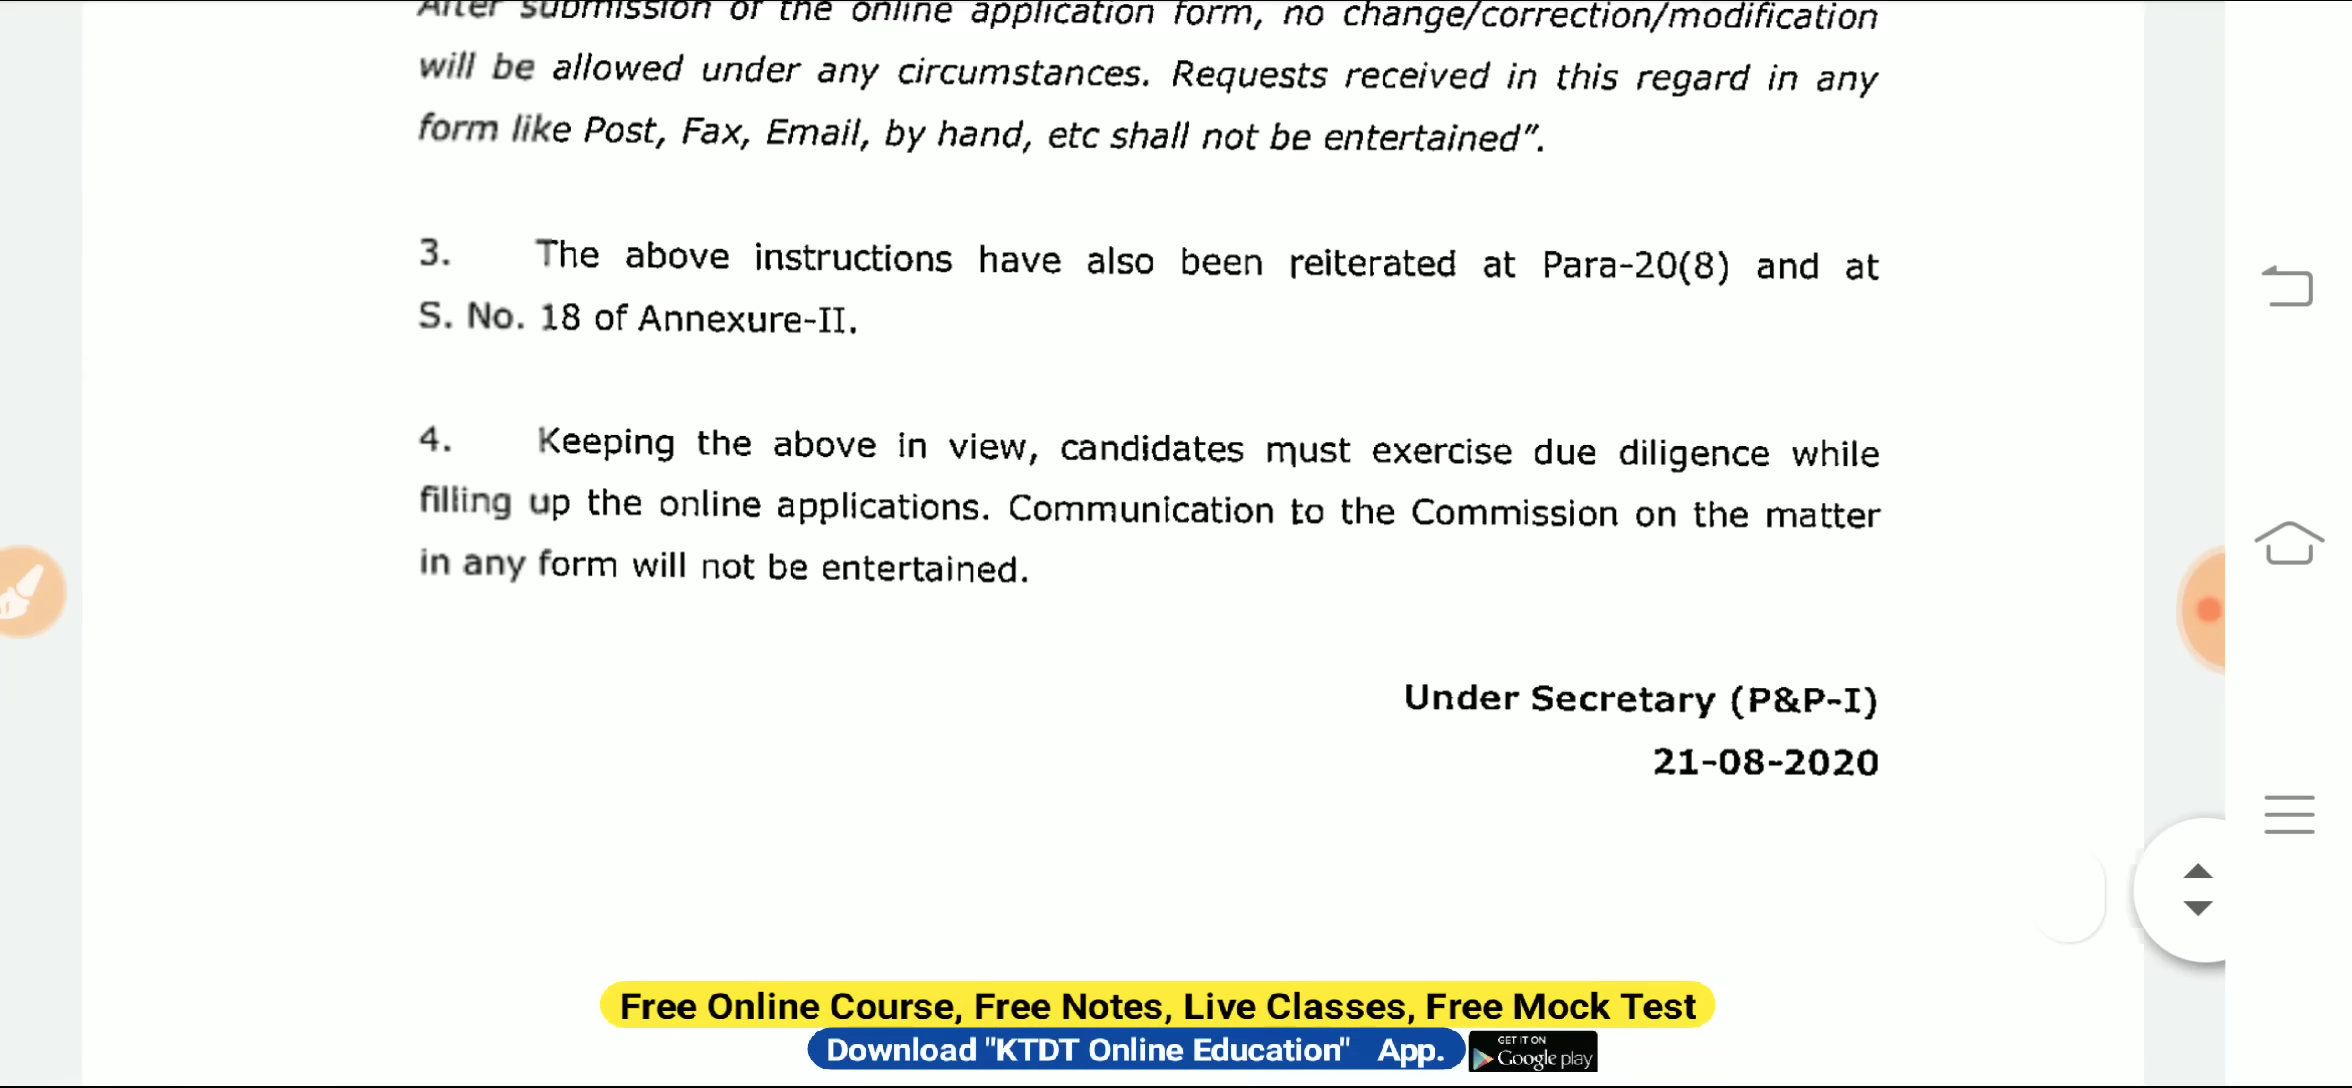 After submission of the online application form, no change/correction/modification
will be allowed under any circumstances. Requests received in this regard in any
form like Post, Fax, Email, by hand, etc shall not be entertained”.
3. The above instructions have also been reiterated at Para-20(8) and at
S. No. 18 of Annexure-II.
4. Keeping the above in view, candidates must exercise due diligence while
filling up the online applications. Communication to the Commission on the matter
in any form will not be entertained.
Under Secretary (P&P-I)
21-08-2020
Free Online Course, Free Notes, Live Classes, Free Mock Test
Download "KTDT Online Education" App.
GET IT ON
Google play